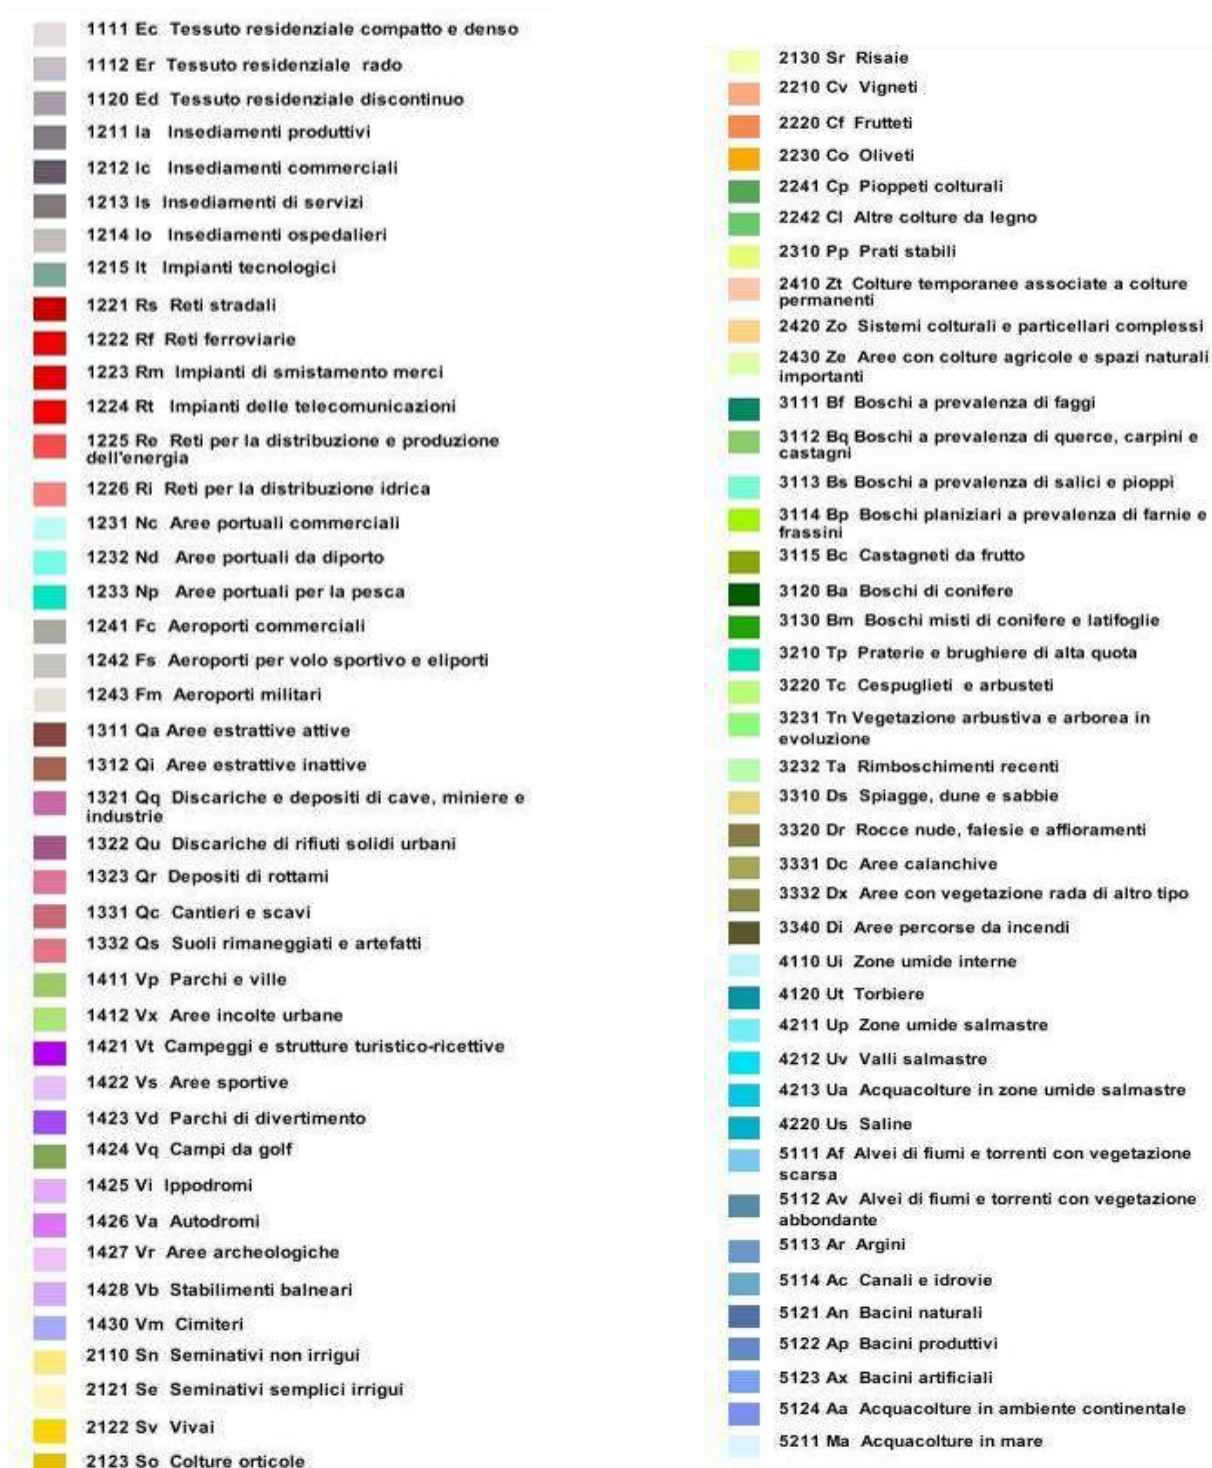 1111 Ec Tessuto residenziale compatto e denso
1112 Er Tessuto residenziale rado
1120 Ed Tessuto residenziale discontinuo
1211 Ia Insediamenti produttivi
1212 Ic Insediamenti commerciali
1213 Is Insediamenti di servizi
1214 Io Insediamenti ospedalieri
1215 It Impianti tecnologici
1221 Rs Reti stradali
1222 Rf Reti ferroviarie
1223 Rm Impianti di smistamento merci
1224 Rt Impianti delle telecomunicazioni
1225 Re Reti per la distribuzione e produzione
dell'energia
1226 Ri Reti per la distribuzione idrica
1231 Nc Aree portuali commerciali
1232 Nd Aree portuali da diporto
1233 Np Aree portuali per la pesca
1241 Fc Aeroporti commerciali
1242 Fs Aeroporti per volo sportivo e eliporti
1243 Fm Aeroporti militari
1311 Qa Aree estrattive attive
1312 Qi Aree estrattive inattive
1321 Qq Discariche e depositi di cave, miniere e
industrie
1322 Qu Discariche di rifiuti solidi urbani
1323 Qr Depositi di rottami
1331 Qc Cantieri e scavi
1332 Qs Suoli rimaneggiati e artefatti
1411 Vp Parchi e ville
1412 Vx Aree incolte urbane
1421 Vt Campeggi e strutture turistico-ricettive
1422 Vs Aree sportive
1423 Vd Parchi di divertimento
1424 Vq Campi da golf
1425 Vi Ippodromi
1426 Va Autodromi
1427 Vr Aree archeologiche
1428 Vb Stabilimenti balneari
1430 Vm Cimiteri
2110 Sn Seminativi non irrigui
2121 Se Seminativi semplici irrigui
2122 Sv Vivai
2123 So Colture orticole
2130 Sr Risaie
2210 Cv Vigneti
2220 Cf Frutteti
2230 Co Oliveti
2241 Cp Pioppeti colturali
2242 Cl Altre colture da legno
2310 Pp Prati stabili
2410 Zt Colture temporanee associate a colture
permanenti
2420 Zo Sistemi colturali e particellari complessi
2430 Ze Aree con colture agricole e spazi naturali
importanti
3111 Bf Boschi a prevalenza di faggi
3112 Bq Boschi a prevalenza di querce, carpini e
castagni
3113 Bs Boschi a prevalenza di salici e pioppi
3114 Bp Boschi planiziari a prevalenza di farnie e
frassini
3115 Bc Castagneti da frutto
3120 Ba Boschi di conifere
3130 Bm Boschi misti di conifere e latifoglie
3210 Tp Praterie e brughiere di alta quota
3220 Tc Cespuglieti e arbusteti
3231 Tn Vegetazione arbustiva e arborea in
evoluzione
3232 Ta Rimboschimenti recenti
3310 Ds Spiagge, dune e sabbie
3320 Dr Rocce nude, falesie e affioramenti
3331 Dc Aree calanchive
3332 Dx Aree con vegetazione rada di altro tipo
3340 Di Aree percorse da incendi
4110 Ui Zone umide interne
4120 Ut Torbiere
4211 Up Zone umide salmastre
4212 Uv Valli salmastre
4213 Ua Acquacolture in zone umide salmastre
4220 Us Saline
5111 Af Alvei di fiumi e torrenti con vegetazione
scarsa
5112 Av Alvei di fiumi e torrenti con vegetazione
abbondante
5113 Ar Argini
5114 Ac Canali e idrovie
5121 An Bacini naturali
5122 Ap Bacini produttivi
5123 Ax Bacini artificiali
5124 Aa Acquacolture in ambiente continentale
5211 Ma Acquacolture in mare